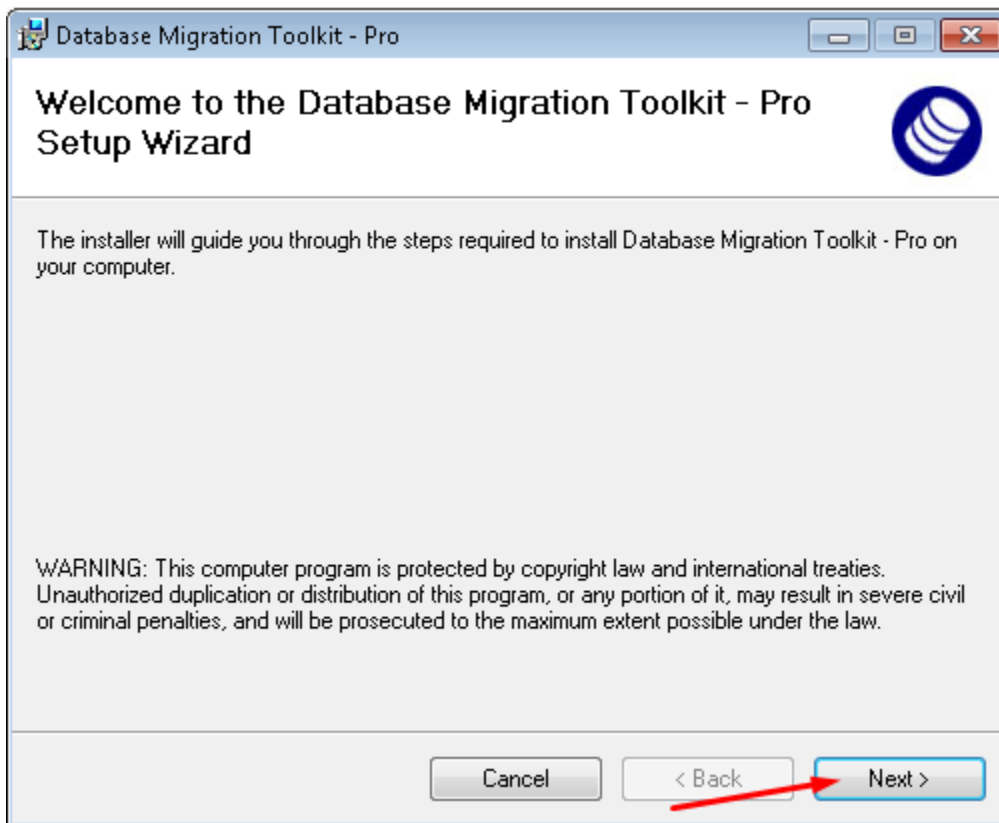 Database Migration Toolkit - Pro
Welcome to the Database Migration Toolkit - Pro
Setup Wizard
The installer will guide you through the steps required to install Database Migration Toolkit - Pro on
your computer.
WARNING: This computer program is protected by copyright law and international treaties.
Unauthorized duplication or distribution of this program, or any portion of it, may result in severe civil
or criminal penalties, and will be prosecuted to the maximum extent possible under the law.
Cancel < Back Next >